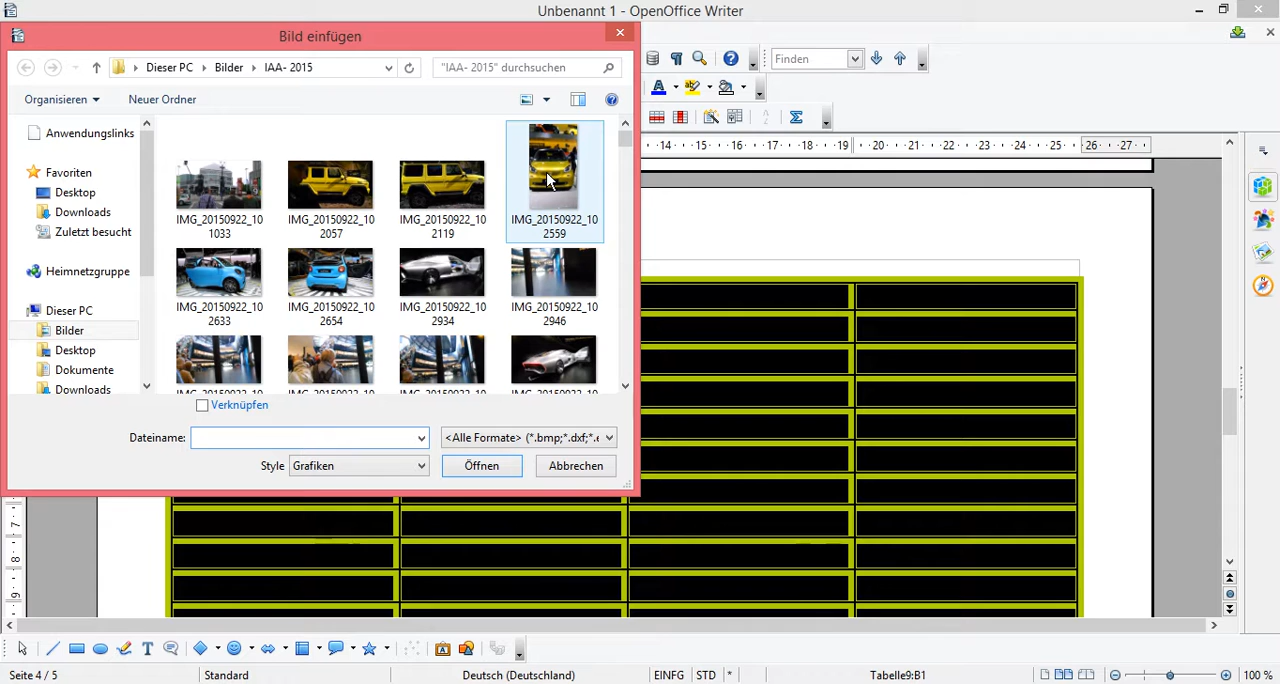 Unbenannt 1 - OpenOffice Writer
Bild einfügen
Dieser PC
Bilder
IAA- 2015
"IAA- 2015" durchsuchen
Finden
Organisieren
Neuer Ordner
Anwendungslinks
Favoriten
Desktop
Downloads
Zuletzt besucht
Heimnetzgruppe
Dieser PC
Bilder
Desktop
Dokumente
Downloads
IMG_20150922_10
1033
IMG_20150922_10
2057
IMG_20150922_10
2119
IMG_20150922_10
2559
IMG_20150922_10
2633
IMG_20150922_10
2654
IMG_20150922_10
2934
IMG_20150922_10
2946
Verknüpfen
Dateiname:
<Alle Formate> (*.bmp;*.dxf;*.e
Style
Grafiken
Öffnen
Abbrechen
14 15 16 17 18 19 20 21 22 23 24 25 26 27
7
8
9
Seite 4 / 5
Standard
Deutsch (Deutschland)
EINFG
STD
*
Tabelle9:B1
100 %